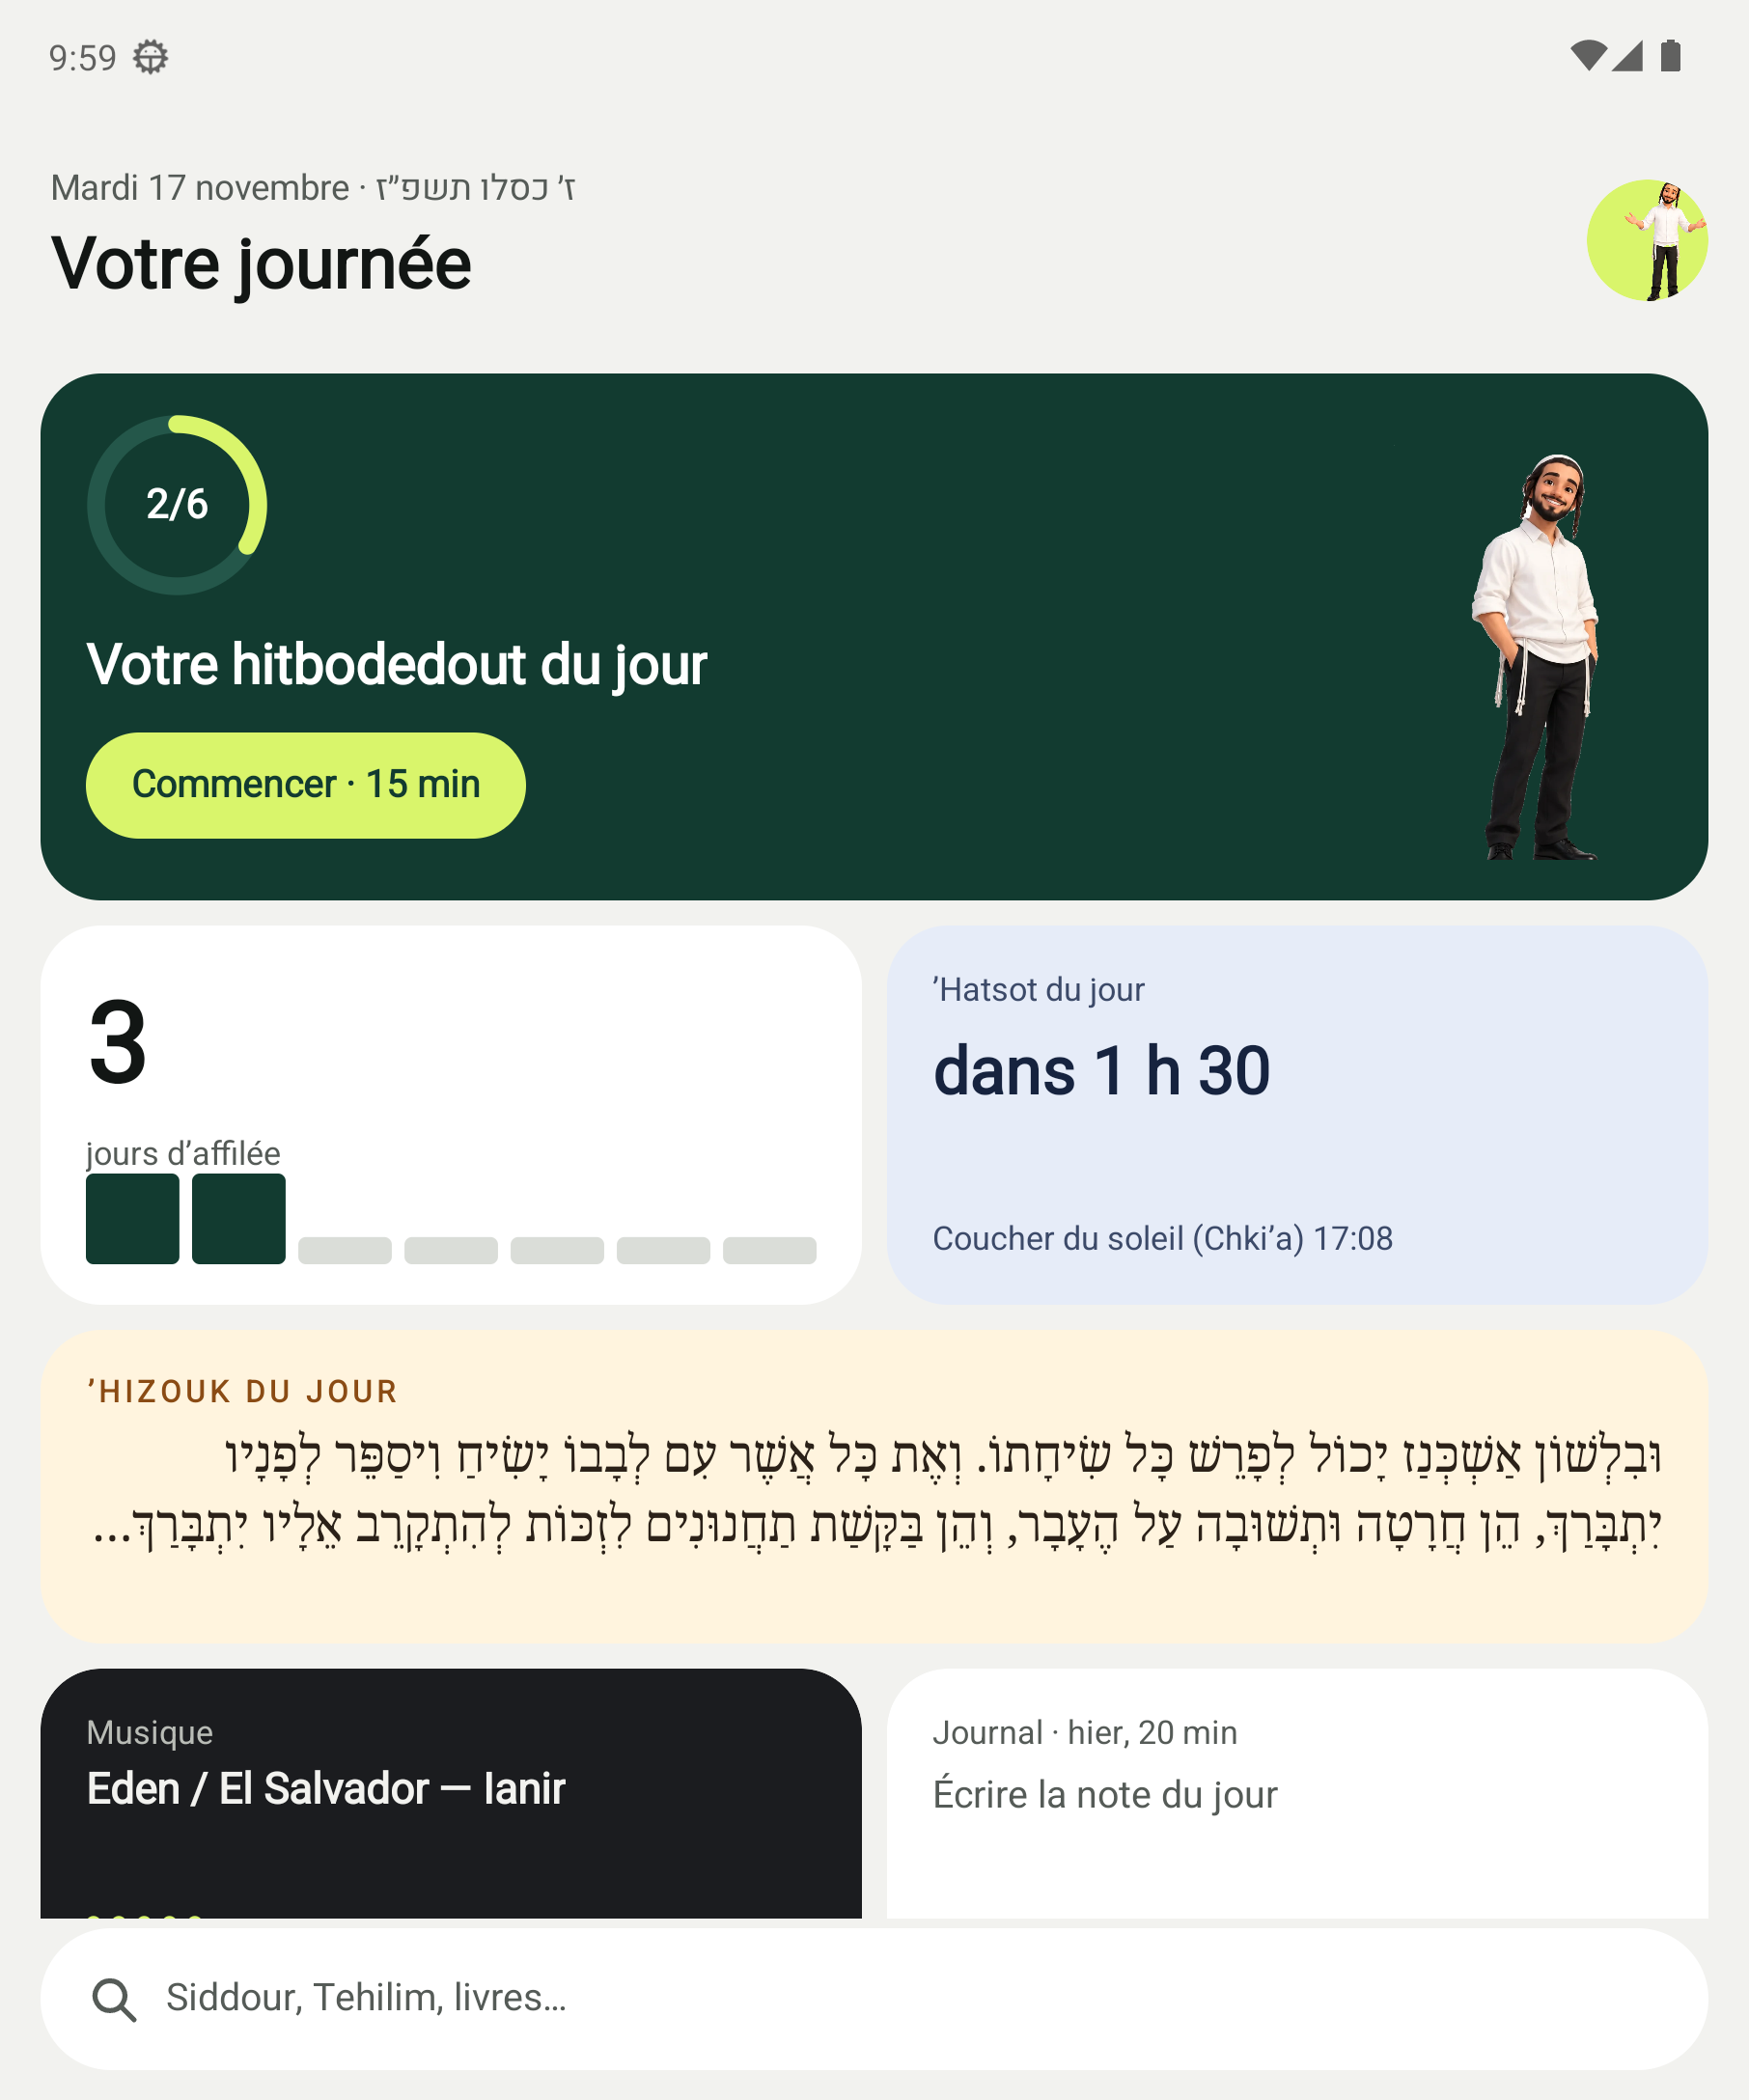 9:59
Mardi 17 novembre · ז׳ כסלו תשפ״ז
Votre journée
2/6
Votre hitbodedout du jour
Commencer · 15 min
3
jours d’affilée
’Hatsot du jour
dans 1 h 30
Coucher du soleil (Chki’a) 17:08
’HIZOUK DU JOUR
וּבִלְשׁוֹן אַשְׁכְּנַז יָכוֹל לְפָרֵשׁ כָּל שִׂיחָתוֹ. וְאֶת כָּל אֲשֶׁר עִם לְבָבוֹ יָשִׂיחַ וִיסַפֵּר לְפָנָיו
יִתְבָּרַךְ, הֵן חֲרָטָה וּתְשׁוּבָה עַל הֶעָבָר, וְהֵן בַּקָּשַׁת תַּחֲנוּנִים לִזְכּוֹת לְהִתְקָרֵב אֵלָיו יִתְבָּרַךְ…
Musique
Eden / El Salvador — Ianir
Journal · hier, 20 min
Écrire la note du jour
Siddour, Tehilim, livres…